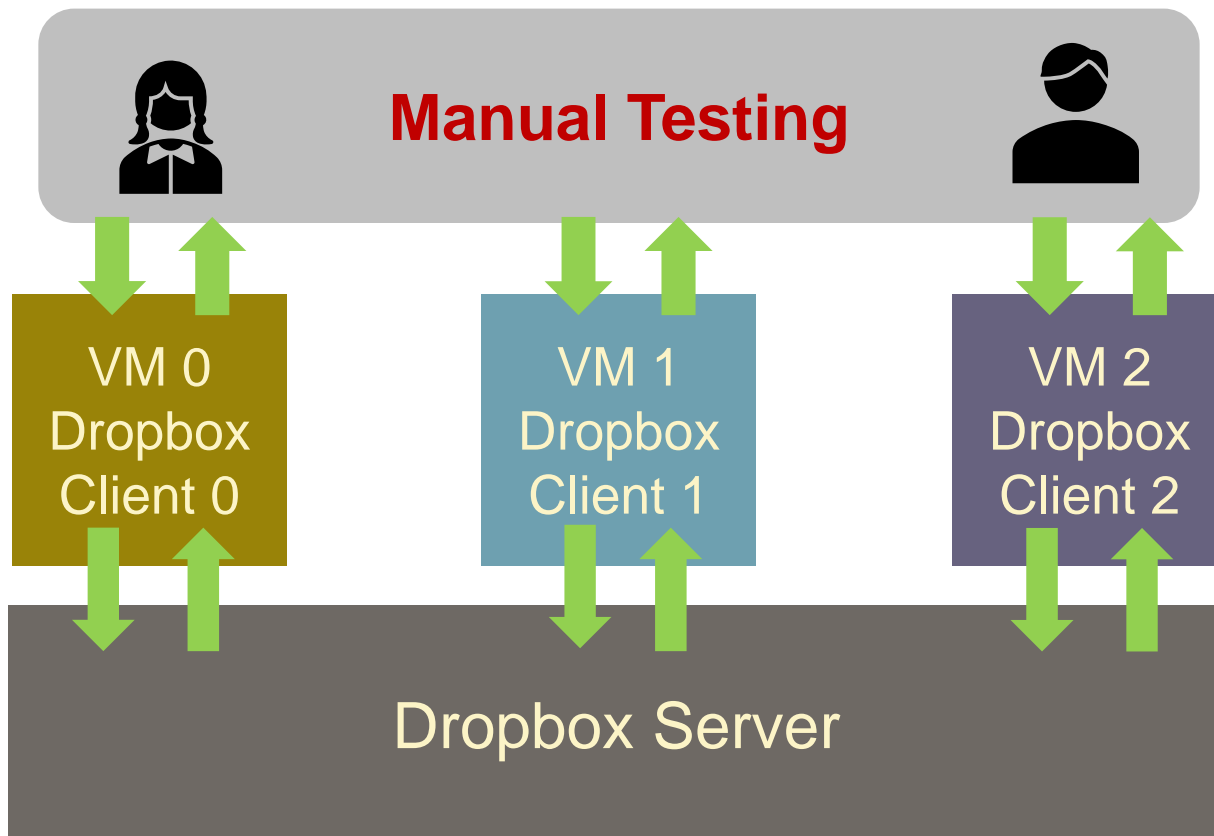 Manual Testing
VM 0
Dropbox
Client 0
VM 1
Dropbox
Client 1
VM 2
Dropbox
Client 2
Dropbox Server